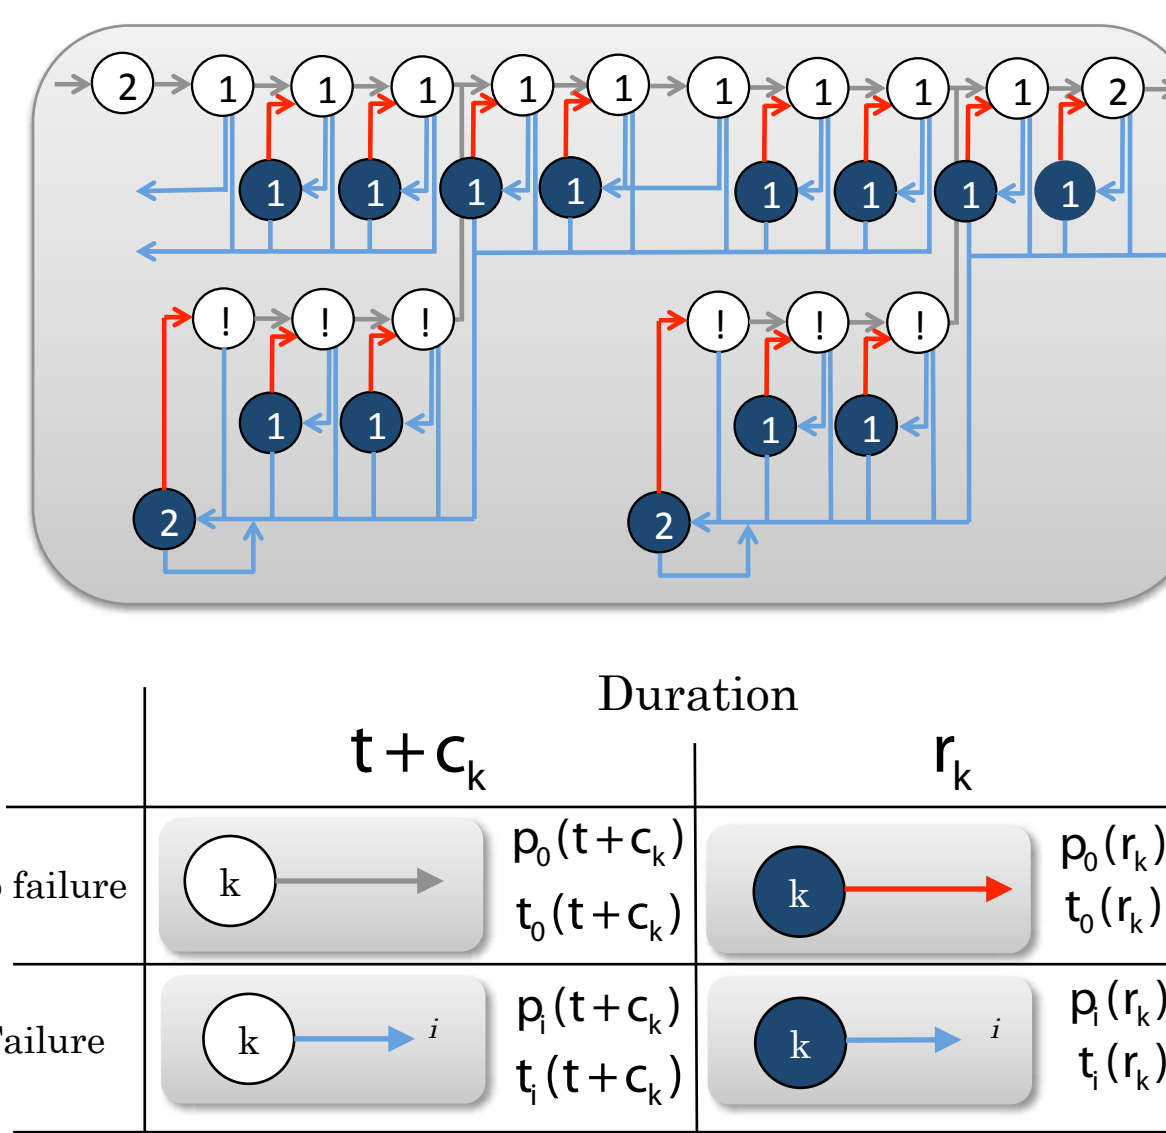 2 1 1 1 1 1 1 1 1 1 2
1 1 1 1 1 1 1 1
! ! ! ! ! !
1 1 1 1
2 2
Duration
t+c_k r_k
failure k p_0(t+c_k) k p_0(r_k)
t_0(t+c_k) t_0(r_k)
ailure k i p_i(t+c_k) k i p_i(r_k)
t_i(t+c_k) t_i(r_k)